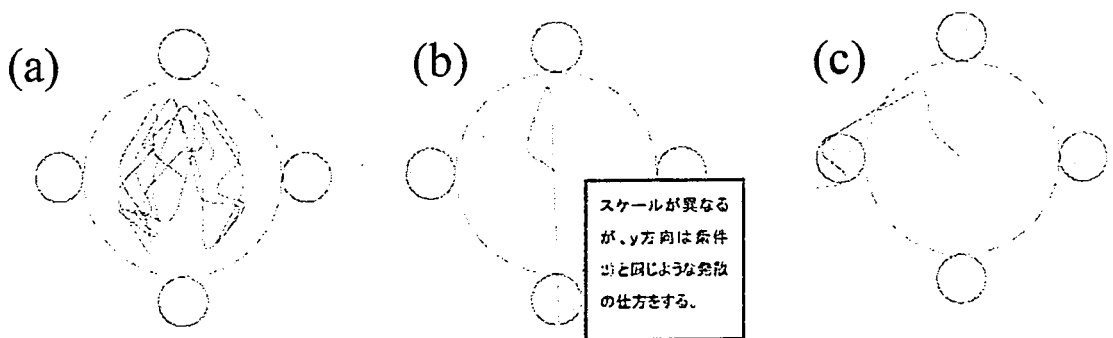 (a)
(b)
(c)
スケールが異なる
が、y方向は条件
と同じような発散
の仕方をする。